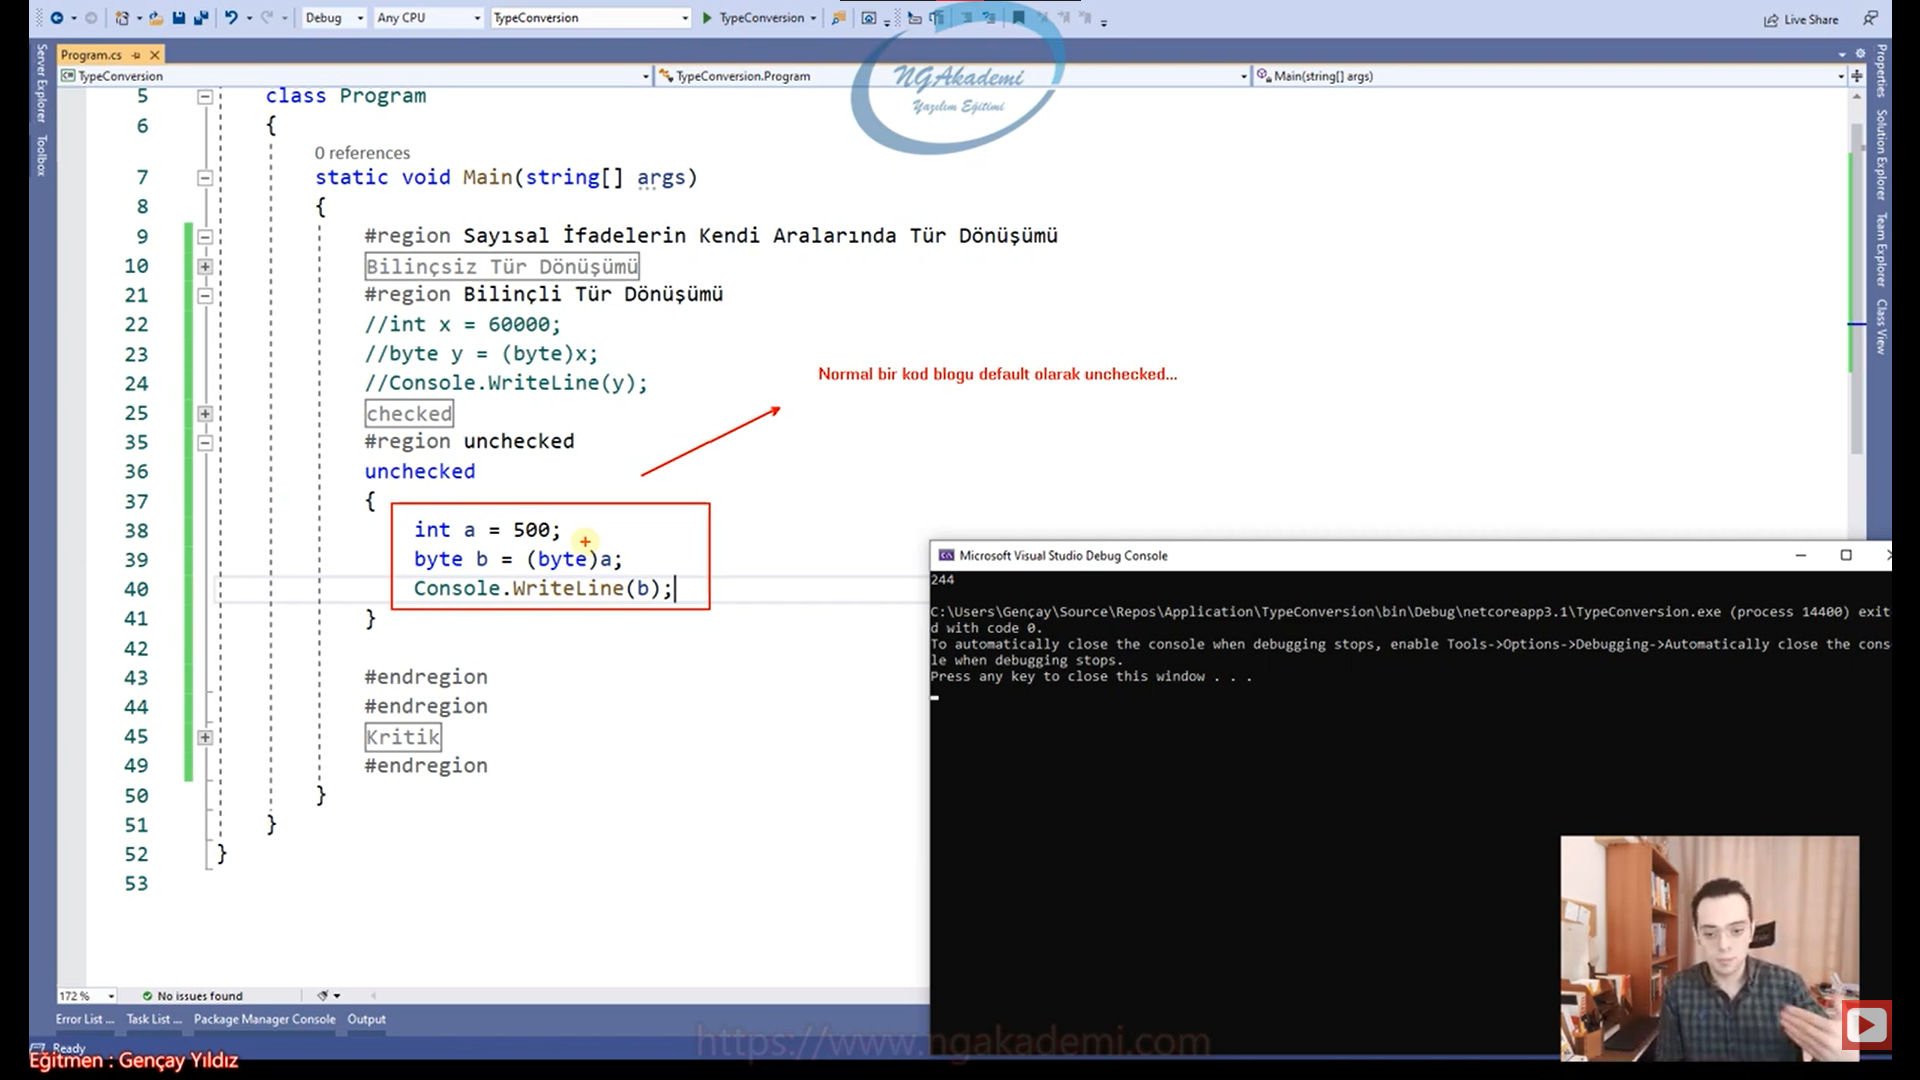 Debug
Any CPU
TypeConversion
TypeConversion
Live Share
Program.cs
TypeConversion
TypeConversion.Program
Main(string[] args)
NGAkademi
Yazılım Eğitimi
Server Explorer
Toolbox
Properties
Solution Explorer
Team Explorer
Class View
5 class Program
6 {
0 references
7 static void Main(string[] args)
8 {
9 #region Sayısal İfadelerin Kendi Aralarında Tür Dönüşümü
10 Bilinçsiz Tür Dönüşümü
21 #region Bilinçli Tür Dönüşümü
22 //int x = 60000;
23 //byte y = (byte)x;
24 //Console.WriteLine(y);
Normal bir kod blogu default olarak unchecked...
25 checked
35 #region unchecked
36 unchecked
37 {
38 int a = 500;
39 byte b = (byte)a;
40 Console.WriteLine(b);
41 }
42
43 #endregion
44 #endregion
45 Kritik
49 #endregion
50 }
51 }
52 }
53
Microsoft Visual Studio Debug Console
244
C:\Users\Gençay\Source\Repos\Application\TypeConversion\bin\Debug\netcoreapp3.1\TypeConversion.exe (process 14400) exit
d with code 0.
To automatically close the console when debugging stops, enable Tools->Options->Debugging->Automatically close the cons
le when debugging stops.
Press any key to close this window . . .
172 %
No issues found
Error List ...
Task List ...
Package Manager Console
Output
https://www.ngakademi.com
Ready
Eğitmen : Gençay Yıldız